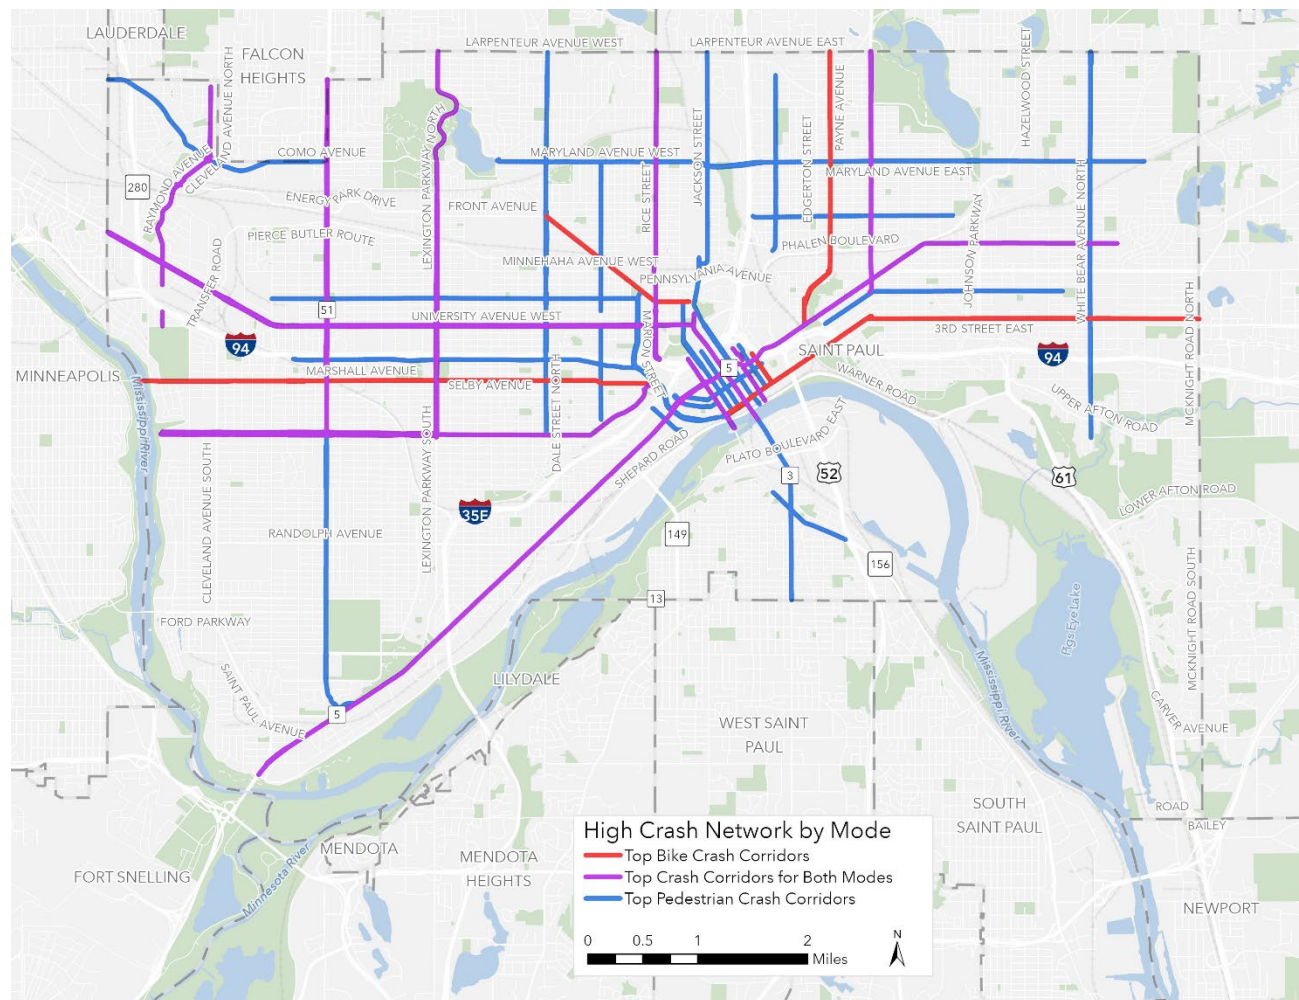 LAUDERDALE
FALCON
HEIGHTS
LARPENTEUR AVENUE WEST
LARPENTEUR AVENUE EAST
CLEVELAND AVENUE NORTH
HAZELWOOD STREET
PAYNE AVENUE
EDGERTON STREET
JACKSON STREET
RICE STREET
LEXINGTON PARKWAY NORTH
COMO AVENUE
MARYLAND AVENUE WEST
MARYLAND AVENUE EAST
RAYMOND AVENUE
280
ENERGY PARK DRIVE
FRONT AVENUE
PIERCE BUTLER ROUTE
MINNEHAHA AVENUE WEST
PENNSYLVANIA AVENUE
PHALEN BOULEVARD
JOHNSON PARKWAY
WHITE BEAR AVENUE NORTH
TRANSFER ROAD
51
UNIVERSITY AVENUE WEST
MARION STREET
3RD STREET EAST
MCKNIGHT ROAD NORTH
94
94
SAINT PAUL
5
MINNEAPOLIS
MARSHALL AVENUE
SELBY AVENUE
DALE STREET NORTH
WARNER ROAD
UPPER AFTON ROAD
Mississippi River
CLEVELAND AVENUE SOUTH
LEXINGTON PARKWAY SOUTH
SHEPARD ROAD
PLATO BOULEVARD EAST
3
52
61
LOWER AFTON ROAD
35E
RANDOLPH AVENUE
149
156
13
FORD PARKWAY
Pigs Eye Lake
MCKNIGHT ROAD SOUTH
SAINT PAUL AVENUE
LILYDALE
5
Mississippi River
WEST SAINT
PAUL
CARVER AVENUE
SOUTH
SAINT PAUL
ROAD
BAILEY
FORT SNELLING
MENDOTA
Minnesota River
MENDOTA
HEIGHTS
NEWPORT
High Crash Network by Mode
Top Bike Crash Corridors
Top Crash Corridors for Both Modes
Top Pedestrian Crash Corridors
0 0.5 1 2
Miles
N